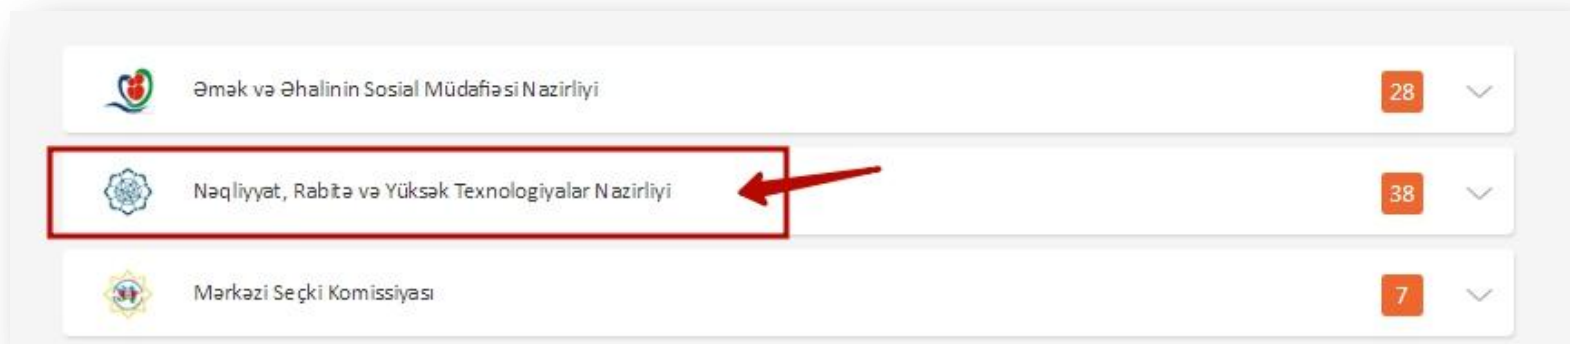 Əmək və Əhalinin Sosial Müdafiəsi Nazirliyi 28
Nəqliyyat, Rabitə və Yüksək Texnologiyalar Nazirliyi 38
Mərkəzi Seçki Komissiyası 7